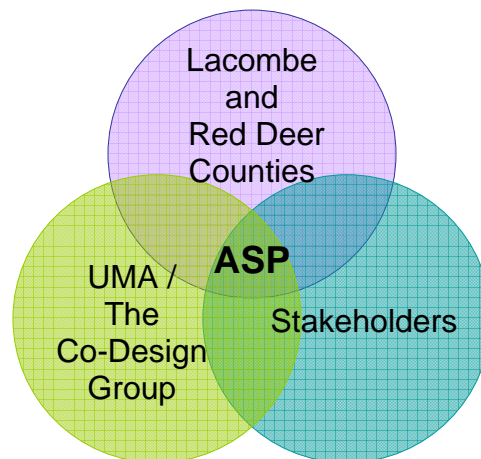 Lacombe
and
Red Deer
Counties
ASP
UMA /
The
Co-Design
Group
Stakeholders